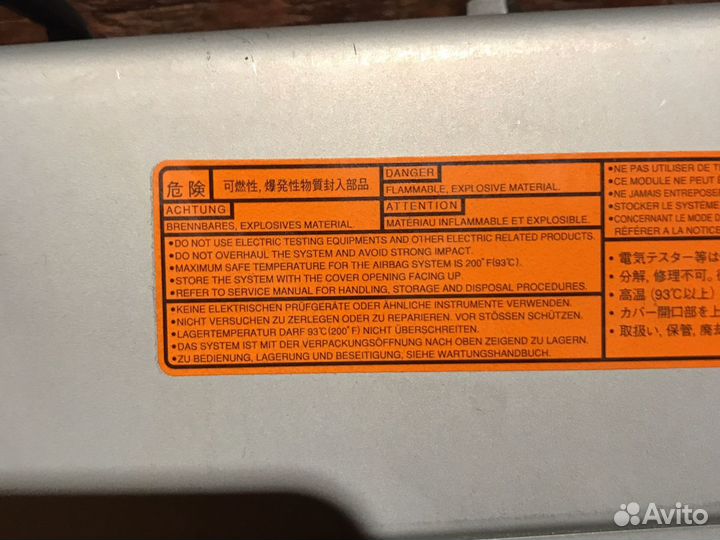 危険
可燃性, 爆発性物質封入部品
DANGER
FLAMMABLE, EXPLOSIVE MATERIAL.
ACHTUNG
BRENNBARES, EXPLOSIVES MATERIAL.
ATTENTION
MATÉRIAU INFLAMMABLE ET EXPLOSIBLE.
•DO NOT USE ELECTRIC TESTING EQUIPMENTS AND OTHER ELECTRIC RELATED PRODUCTS.
•DO NOT OVERHAUL THE SYSTEM AND AVOID STRONG IMPACT.
•MAXIMUM SAFE TEMPERATURE FOR THE AIRBAG SYSTEM IS 200°F(93℃).
•STORE THE SYSTEM WITH THE COVER OPENING FACING UP.
•REFER TO SERVICE MANUAL FOR HANDLING, STORAGE AND DISPOSAL PROCEDURES.
•KEINE ELEKTRISCHEN PRÜFGERÄTE ODER ÄHNLICHE INSTRUMENTE VERWENDEN.
•NICHT VERSUCHEN ZU ZERLEGEN ODER ZU REPARIEREN. VOR STÖSSEN SCHÜTZEN.
•LAGERTEMPERATUR DARF 93℃(200°F) NICHT ÜBERSCHREITEN.
•DAS SYSTEM IST MIT DER VERPACKUNGSÖFFNUNG NACH OBEN ZEIGEND ZU LAGERN.
•ZU BEDIENUNG, LAGERUNG UND BESEITIGUNG, SIEHE WARTUNGSHANDBUCH.
•NE PAS UTILISER DE
•CE MODULE NE PEUT
•NE JAMAIS ENTREPOSE
•STOCKER LE SYSTÈME
•CONCERNANT LE MODE
RÉFÉRER À LA NOTICE
・電気テスター等は
・分解, 修理不可。
・高温 (93℃以上)
・カバー開口部を上
・取扱い, 保管, 廃
Avito